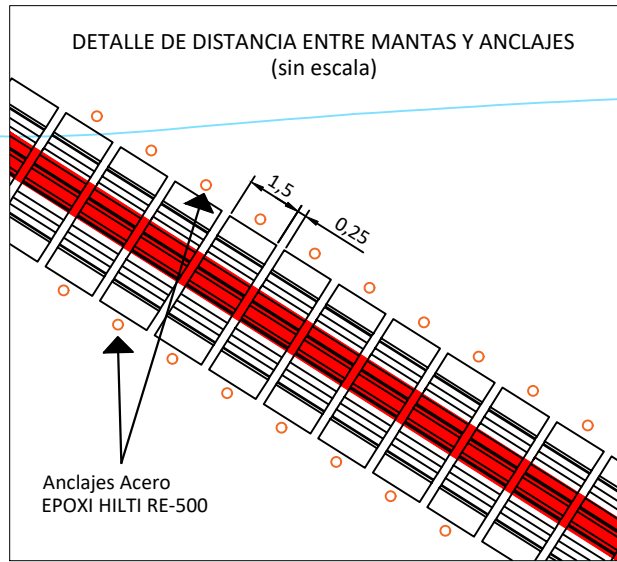 DETALLE DE DISTANCIA ENTRE MANTAS Y ANCLAJES
(sin escala)
1,5
0,25
Anclajes Acero
EPOXI HILTI RE-500